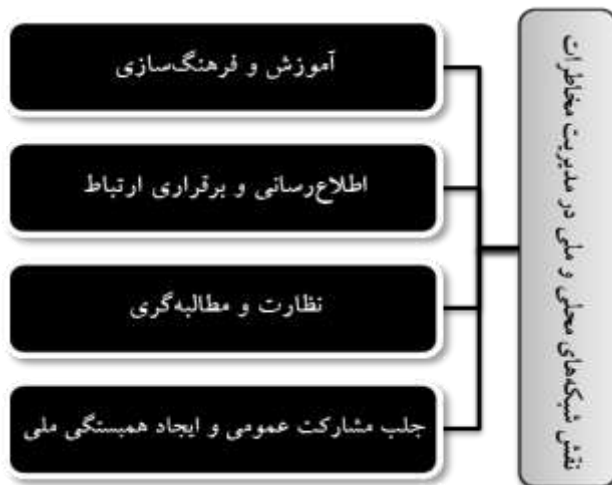 نقش شبکه‌های محلی و ملی در مدیریت مخاطرات
آموزش و فرهنگ‌سازی
اطلاع‌رسانی و برقراری ارتباط
نظارت و مطالبه‌گری
جلب مشارکت عمومی و ایجاد همبستگی ملی